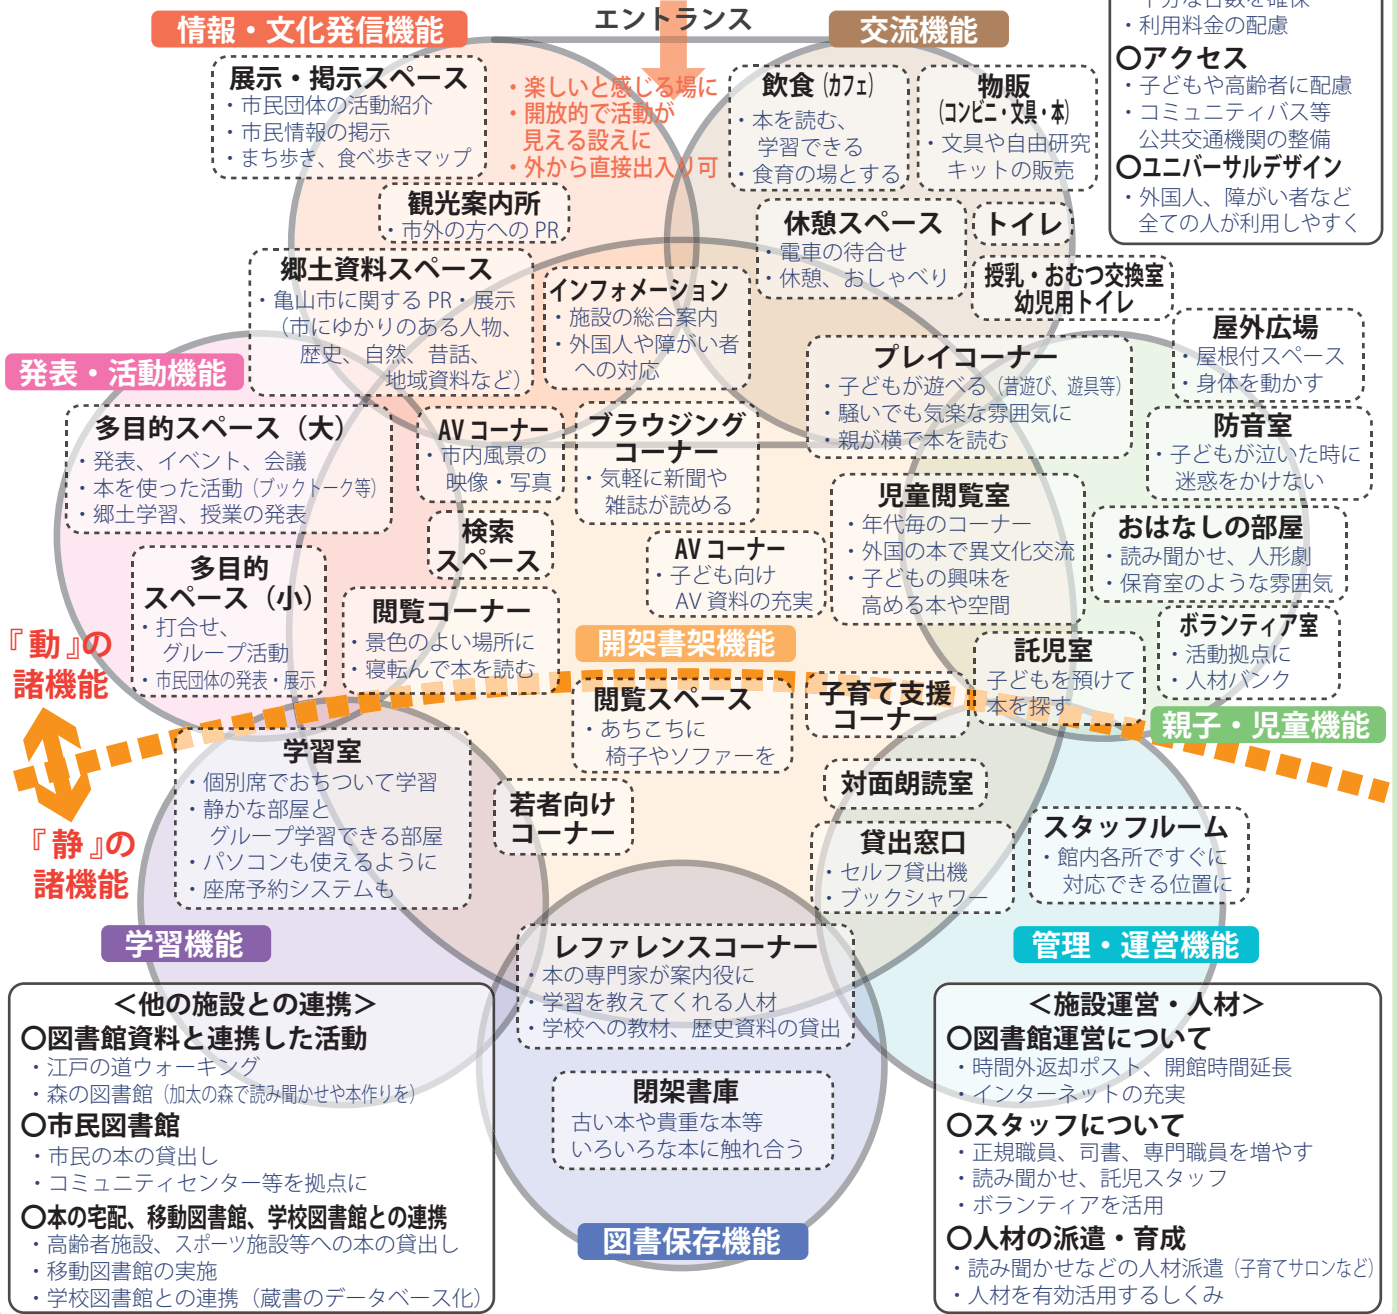 エントランス
情報・文化発信機能
展示・掲示スペース
・市民団体の活動紹介
・市民情報の掲示
・まち歩き、食べ歩きマップ
・楽しいと感じる場に
・開放的で活動が
見える設えに
・外から直接出入り可
交流機能
飲食（カフェ）
・本を読む、
学習できる
・食育の場とする
物販
（コンビニ・文具・本）
・文具や自由研究
キットの販売
・利用料金の配慮
〇アクセス
・子どもや高齢者に配慮
・コミュニティバス等
公共交通機関の整備
〇ユニバーサルデザイン
・外国人、障がい者など
全ての人が利用しやすく
観光案内所
・市外の方への PR
休憩スペース
・電車の待合せ
・休憩、おしゃべり
トイレ
授乳・おむつ交換室
幼児用トイレ
郷土資料スペース
・亀山市に関する PR・展示
（市にゆかりのある人物、
歴史、自然、昔話、
地域資料など）
インフォメーション
・施設の総合案内
・外国人や障がい者
への対応
プレイコーナー
・子どもが遊べる（昔遊び、遊具等）
・騒いでも気楽な雰囲気に
・親が横で本を読む
屋外広場
・屋根付スペース
・身体を動かす
発表・活動機能
多目的スペース（大）
・発表、イベント、会議
・本を使った活動（ブックトーク等）
・郷土学習、授業の発表
AV コーナー
・市内風景の
映像・写真
ブラウジング
コーナー
・気軽に新聞や
雑誌が読める
防音室
・子どもが泣いた時に
迷惑をかけない
児童閲覧室
・年代毎のコーナー
・外国の本で異文化交流
・子どもの興味を
高める本や空間
おはなしの部屋
・読み聞かせ、人形劇
・保育室のような雰囲気
検索
スペース
AV コーナー
・子ども向け
AV 資料の充実
多目的
スペース（小）
・打合せ、
グループ活動
・市民団体の発表・展示
閲覧コーナー
・景色のよい場所に
・寝転んで本を読む
開架書架機能
託児室
子どもを預けて
本を探す
ボランティア室
・活動拠点に
・人材バンク
『動』の
諸機能
閲覧スペース
・あちこちに
椅子やソファーを
子育て支援
コーナー
親子・児童機能
学習室
・個別席でおちついて学習
・静かな部屋と
グループ学習できる部屋
・パソコンも使えるように
・座席予約システムも
若者向け
コーナー
対面朗読室
貸出窓口
・セルフ貸出機
・ブックシャワー
スタッフルーム
・館内各所ですぐに
対応できる位置に
『静』の
諸機能
学習機能
レファレンスコーナー
・本の専門家が案内役に
・学習を教えてくれる人材
・学校への教材、歴史資料の貸出
管理・運営機能
閉架書庫
古い本や貴重な本等
いろいろな本に触れ合う
図書保存機能
＜他の施設との連携＞
〇図書館資料と連携した活動
・江戸の道ウォーキング
・森の図書館（加太の森で読み聞かせや本作りを）
〇市民図書館
・市民の本の貸出し
・コミュニティセンター等を拠点に
〇本の宅配、移動図書館、学校図書館との連携
・高齢者施設、スポーツ施設等への本の貸出し
・移動図書館の実施
・学校図書館との連携（蔵書のデータベース化）
＜施設運営・人材＞
〇図書館運営について
・時間外返却ポスト、開館時間延長
・インターネットの充実
〇スタッフについて
・正規職員、司書、専門職員を増やす
・読み聞かせ、託児スタッフ
・ボランティアを活用
〇人材の派遣・育成
・読み聞かせなどの人材派遣（子育てサロンなど）
・人材を有効活用するしくみ